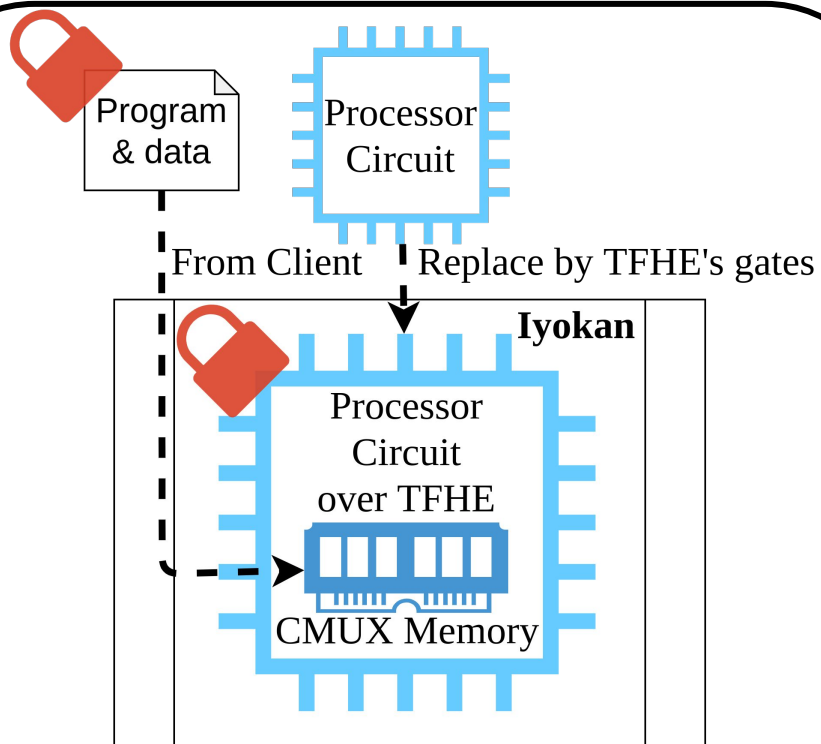 Program
& data
Processor
Circuit
From Client
Replace by TFHE's gates
Iyokan
Processor
Circuit
over TFHE
CMUX Memory